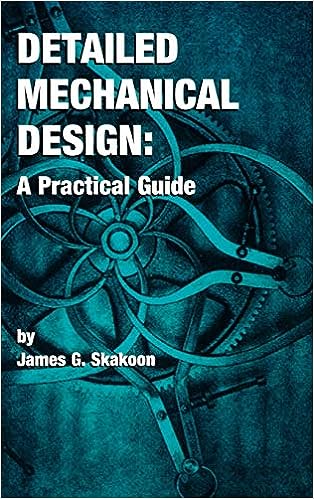 DETAILED
MECHANICAL
DESIGN:
A Practical Guide
by
James G. Skakoon